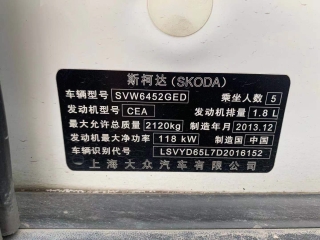 斯柯达(SKODA)
车辆型号 SVW6452GED 乘坐人数 5
发动机型号 CEA 发动机排量 1.8 L
最大允许总质量 2120kg 制造年月 2013.12
发动机最大净功率 118 kW 制造国 中国
车辆识别代号 LSVYD65L7D2016152
上海大众汽车有限公司